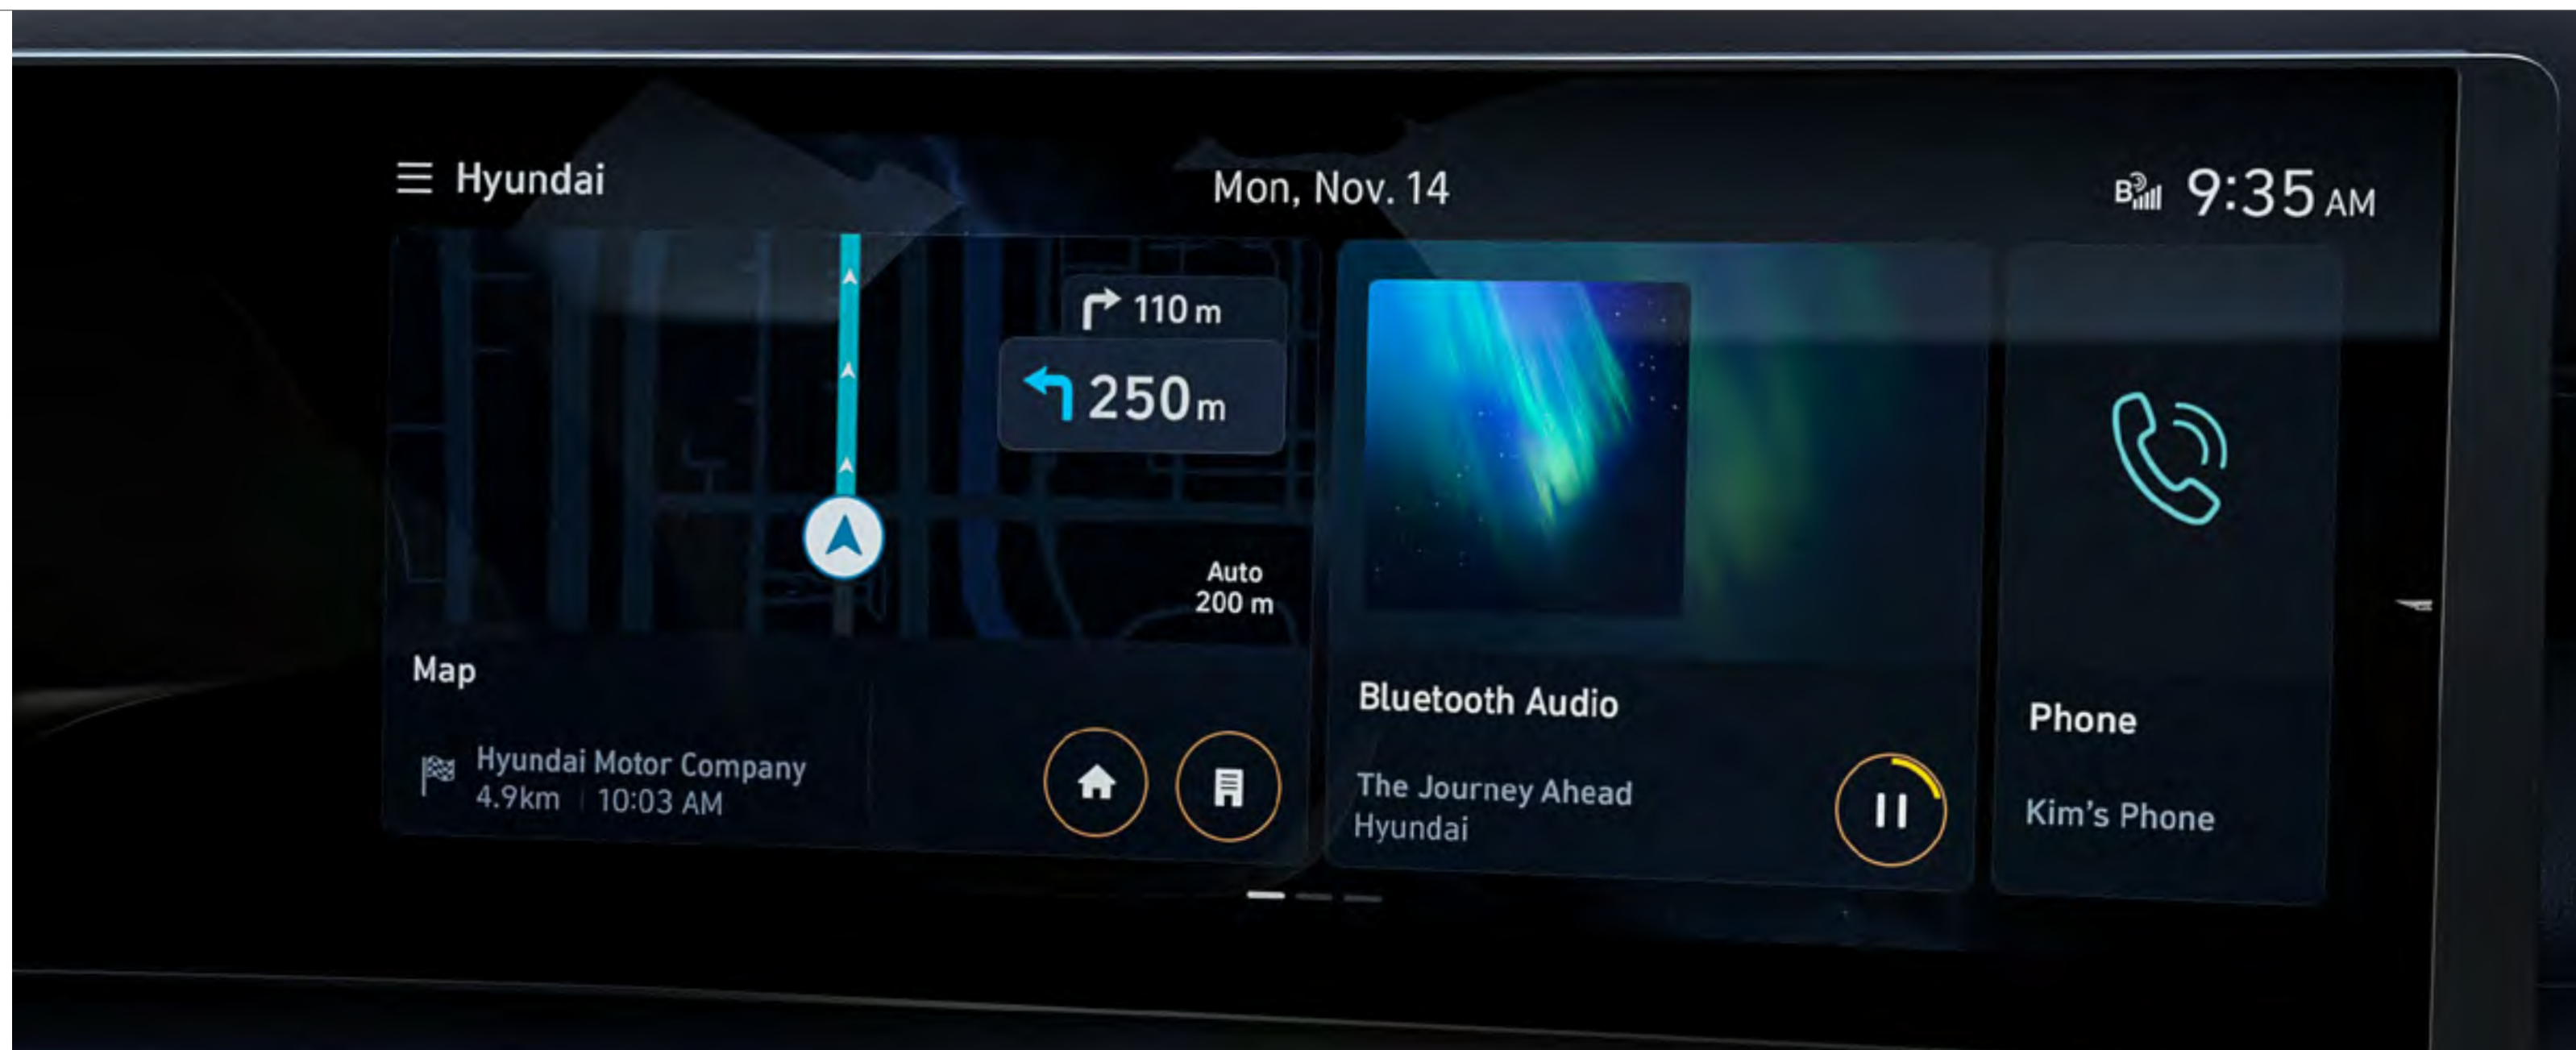 Hyundai
Mon, Nov. 14
9:35 AM
110 m
250 m
Auto
200 m
Map
Hyundai Motor Company
4.9km | 10:03 AM
Bluetooth Audio
The Journey Ahead
Hyundai
Phone
Kim's Phone